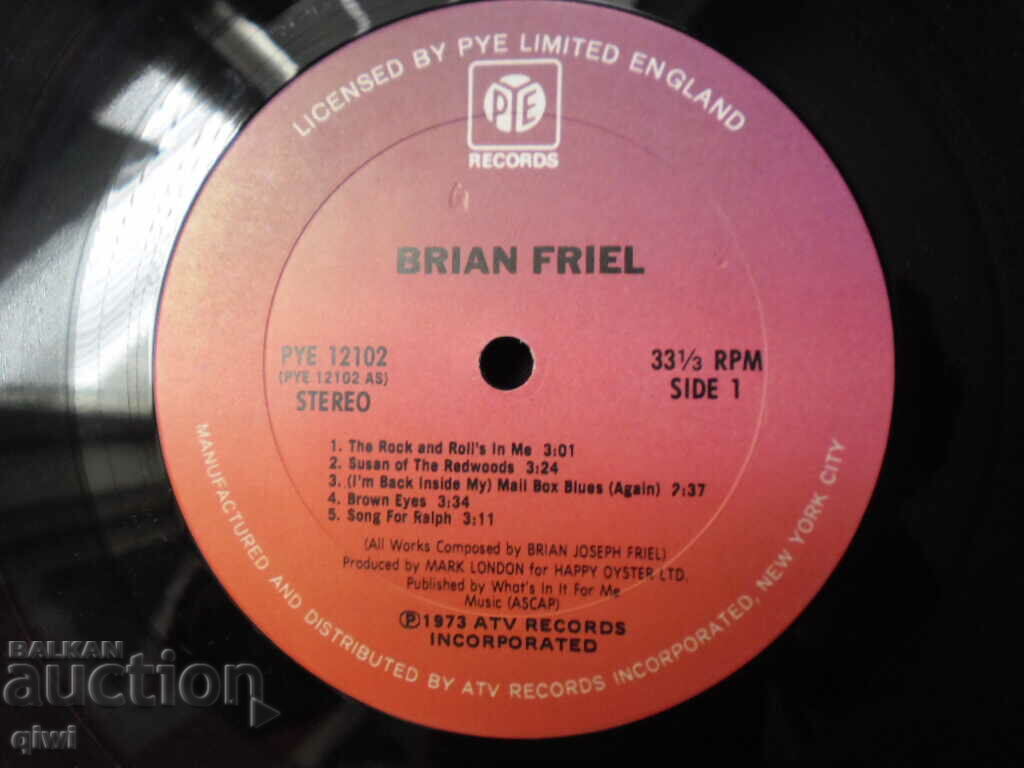 LICENSED BY PYE LIMITED ENGLAND
PYE
RECORDS
BRIAN FRIEL
PYE 12102
(PYE 12102 AS)
STEREO
33⅓ RPM
SIDE 1
1. The Rock and Roll's In Me 3:01
2. Susan of The Redwoods 3:24
3. (I'm Back Inside My) Mail Box Blues (Again) 2:37
4. Brown Eyes 3:34
5. Song For Ralph 3:11
(All Works Composed by BRIAN JOSEPH FRIEL)
Produced by MARK LONDON for HAPPY OYSTER LTD.
Published by What's In It For Me
Music (ASCAP)
Ⓟ1973 ATV RECORDS
INCORPORATED
MANUFACTURED AND DISTRIBUTED BY ATV RECORDS INCORPORATED, NEW YORK CITY
BALKAN
auction
qiwi